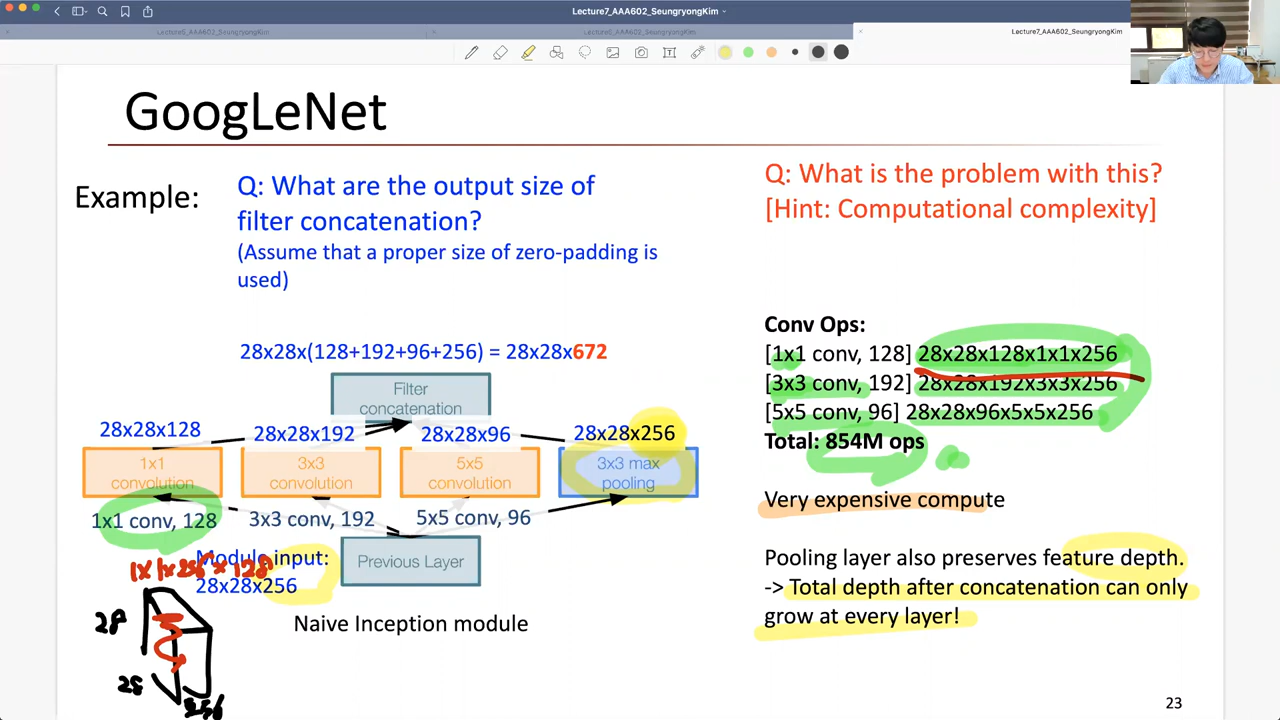 Lecture7_AAA602_SeungryongKim
Lecture5_AAA602_SeungryongKim
Lecture7_AAA602_SeungryongKim
GoogLeNet
Example:
Q: What are the output size of
filter concatenation?
(Assume that a proper size of zero-padding is
used)
28x28x(128+192+96+256) = 28x28x672
Filter
concatenation
28x28x128
28x28x192
28x28x96
28x28x256
1x1
convolution
3x3
convolution
5x5
convolution
3x3 max
pooling
1x1 conv, 128
3x3 conv, 192
5x5 conv, 96
Module input:
28x28x256
Previous Layer
1x1x256x128
28
28
256
Naive Inception module
Q: What is the problem with this?
[Hint: Computational complexity]
Conv Ops:
[1x1 conv, 128] 28x28x128x1x1x256
[3x3 conv, 192] 28x28x192x3x3x256
[5x5 conv, 96] 28x28x96x5x5x256
Total: 854M ops
Very expensive compute
Pooling layer also preserves feature depth.
-> Total depth after concatenation can only
grow at every layer!
23